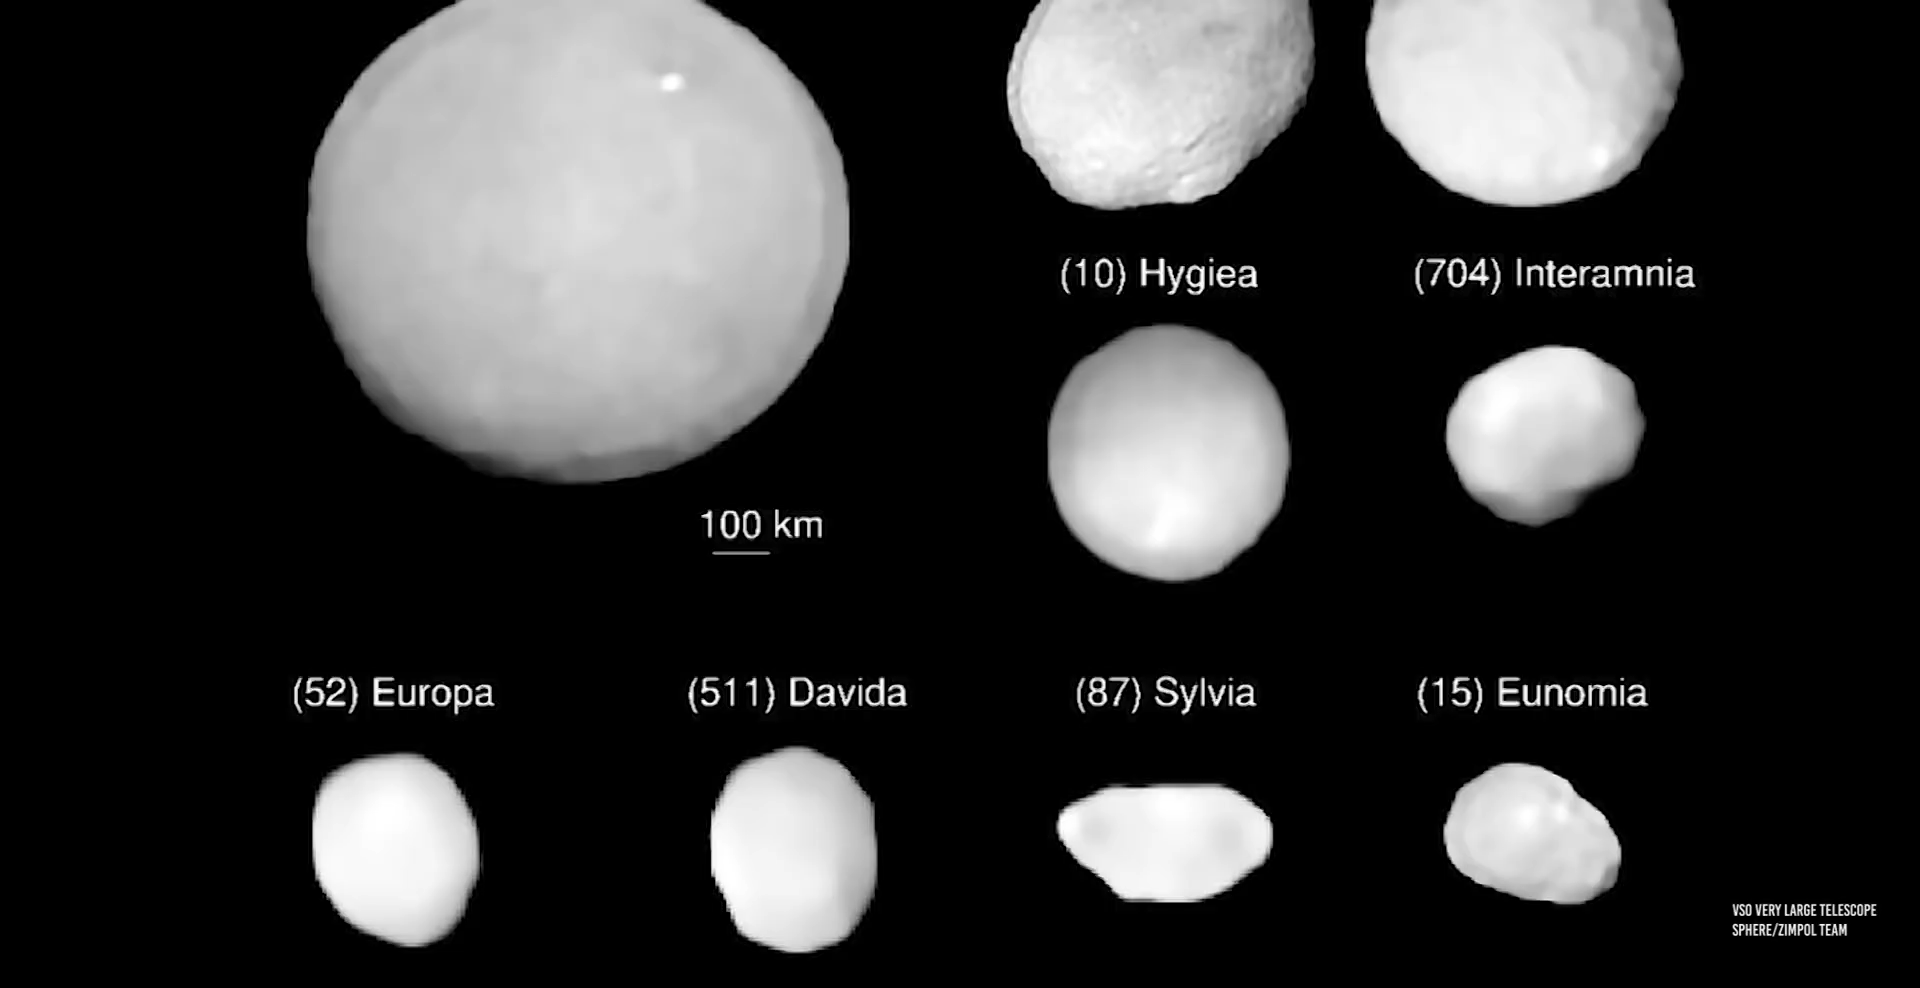 (10) Hygiea
(704) Interamnia
100 km
(52) Europa
(511) Davida
(87) Sylvia
(15) Eunomia
VSO VERY LARGE TELESCOPE
SPHERE/ZIMPOL TEAM